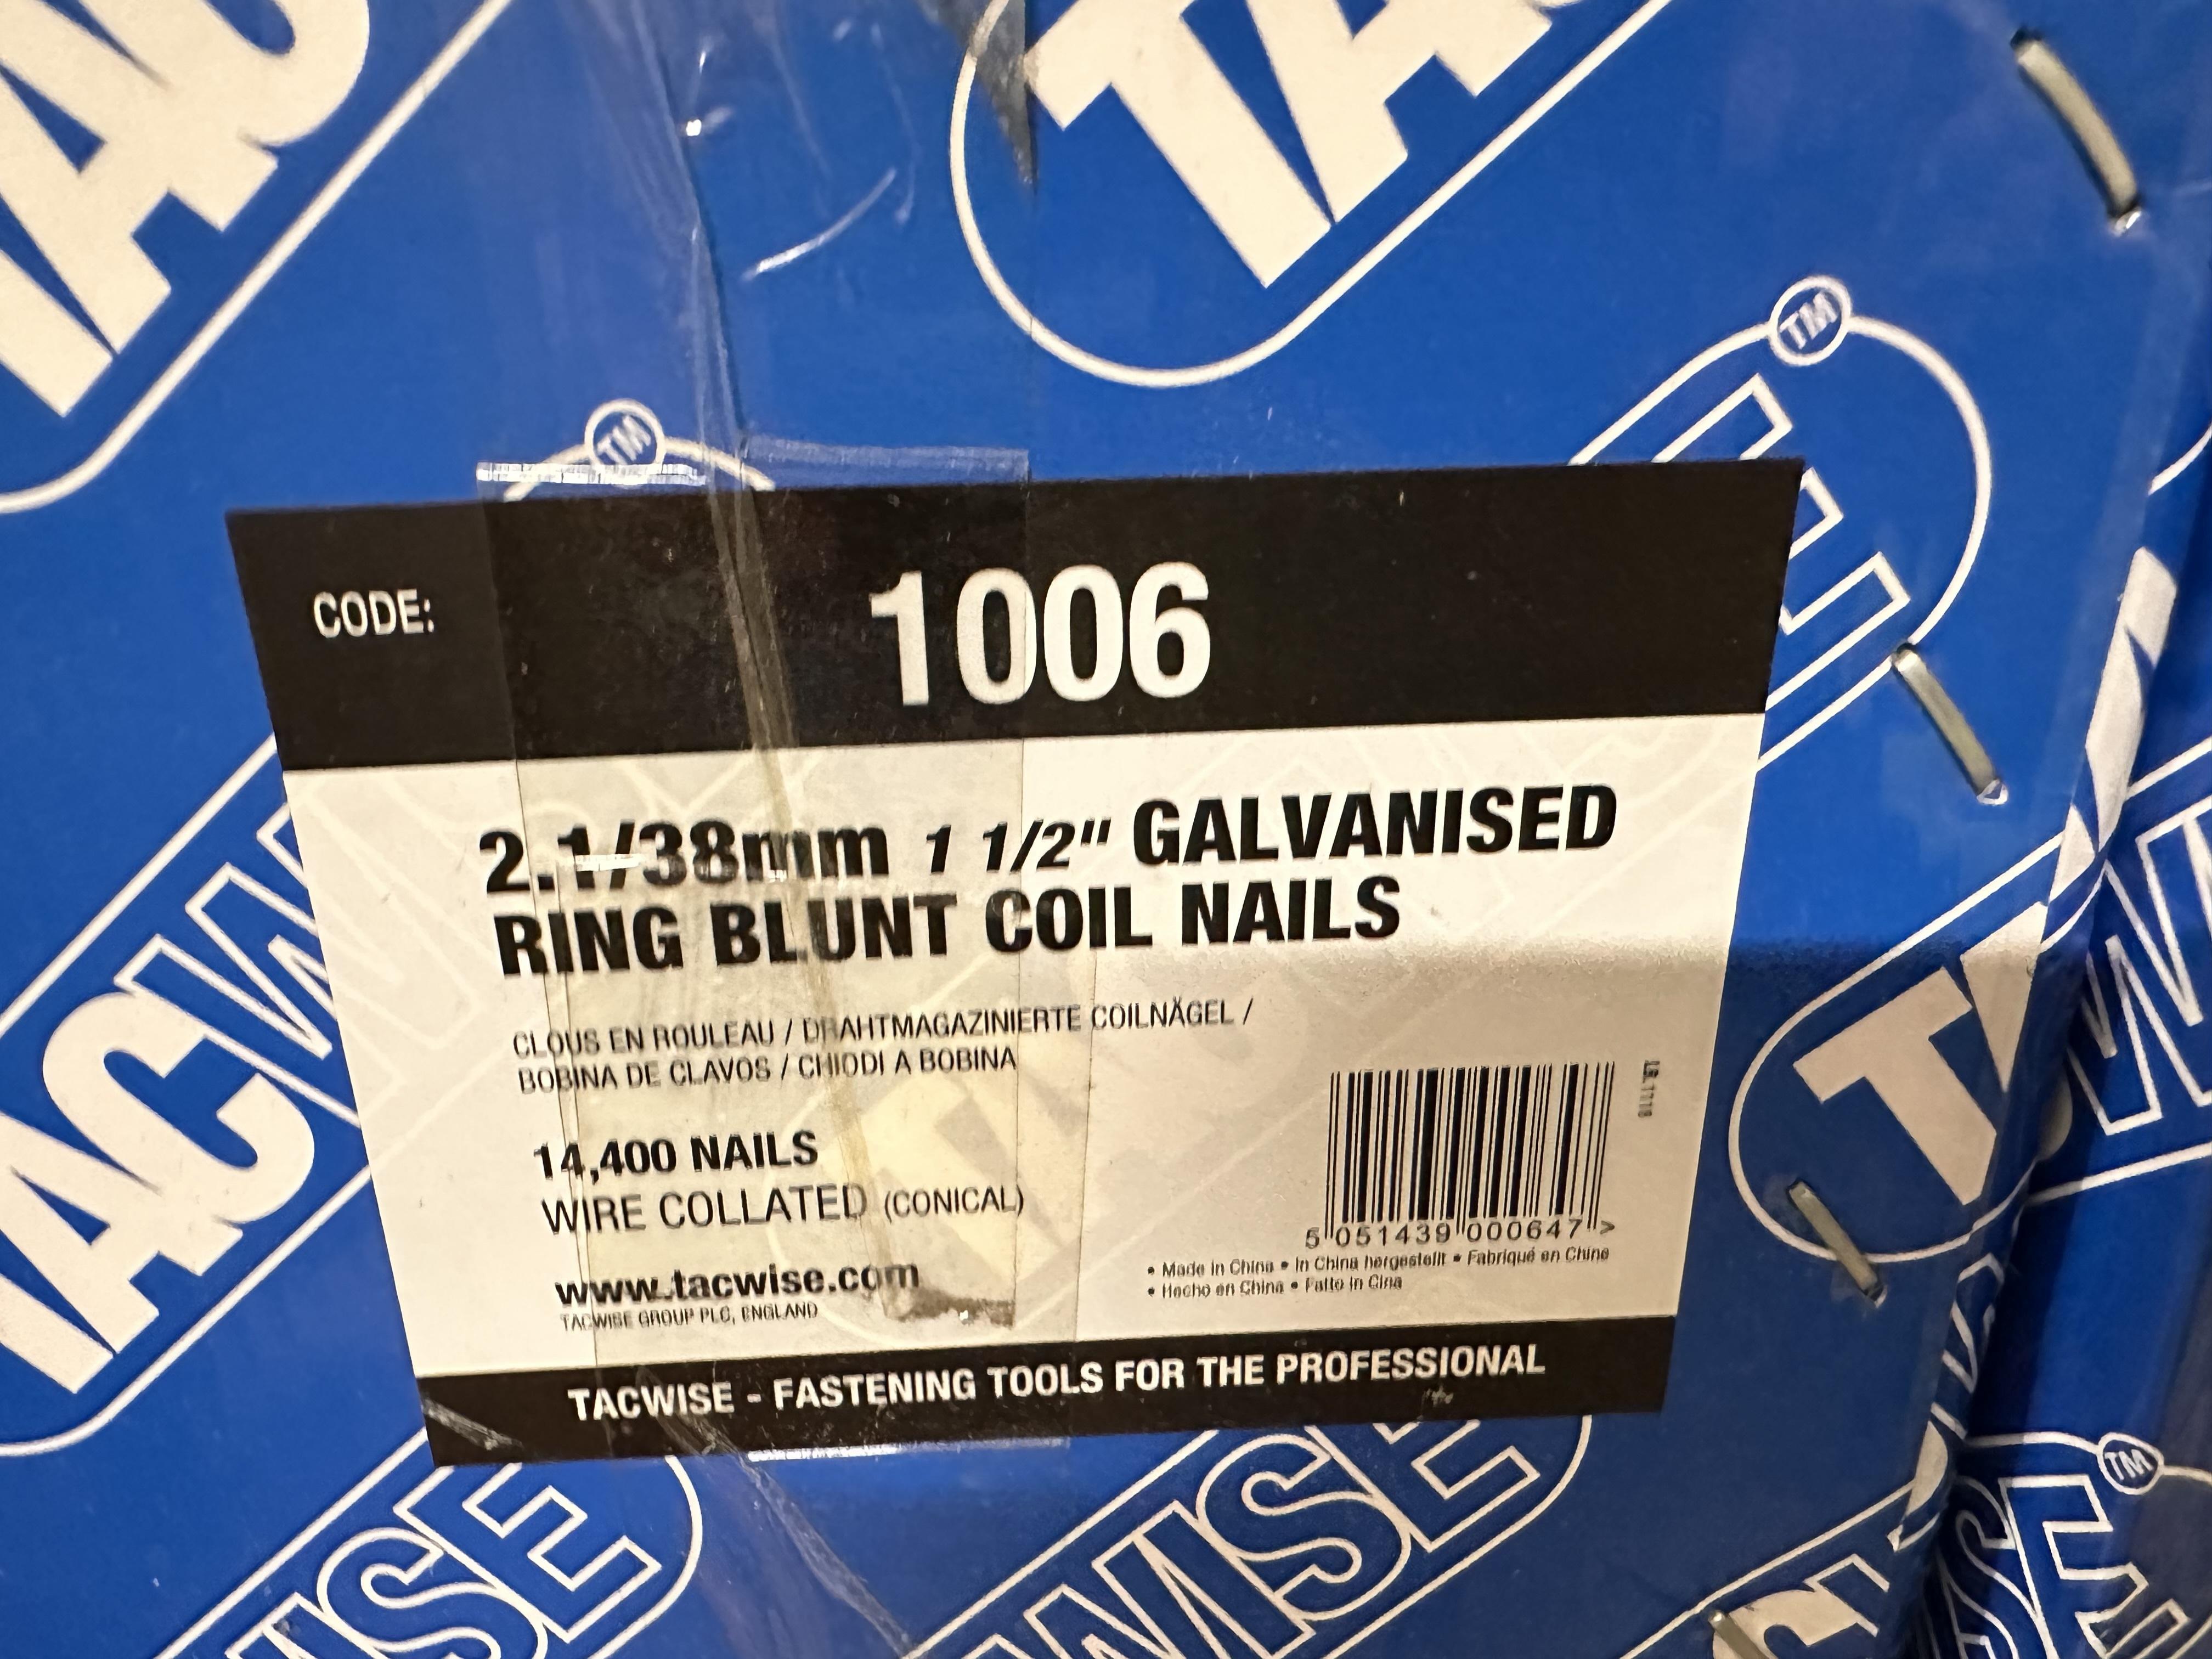 TACWISE
TM
TM
CODE: 1006
2.1/38mm 1 1/2" GALVANISED
RING BLUNT COIL NAILS
CLOUS EN ROULEAU / DRAHTMAGAZINIERTE COILNÄGEL /
BOBINA DE CLAVOS / CHIODI A BOBINA
14,400 NAILS
WIRE COLLATED (CONICAL)
5 051439 000647 >
www.tacwise.com
TACWISE GROUP PLC, ENGLAND
• Made in China • In China hergestellt • Fabriqué en Chine
• Hecho en China • Fatto in Cina
TACWISE - FASTENING TOOLS FOR THE PROFESSIONAL
TM